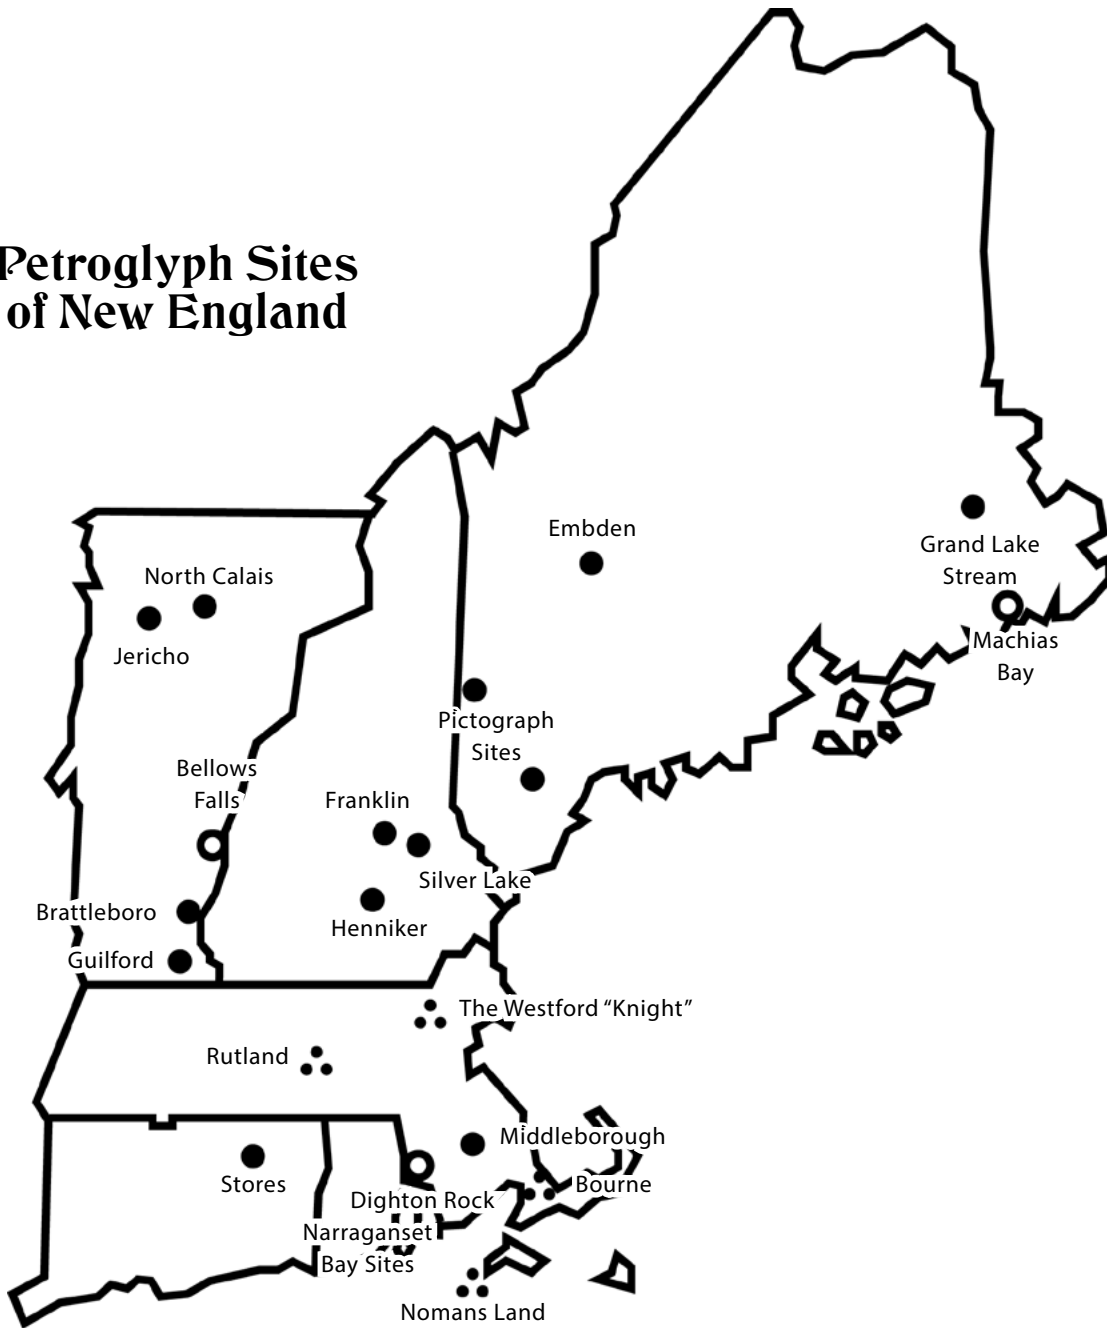 Petroglyph Sites
of New England
Embden
Grand Lake
Stream
North Calais
Jericho
Machias
Bay
Pictograph
Sites
Bellows
Falls
Franklin
Silver Lake
Brattleboro
Henniker
Guilford
The Westford “Knight”
Rutland
Middleborough
Stores
Bourne
Dighton Rock
Narraganset
Bay Sites
Nomans Land